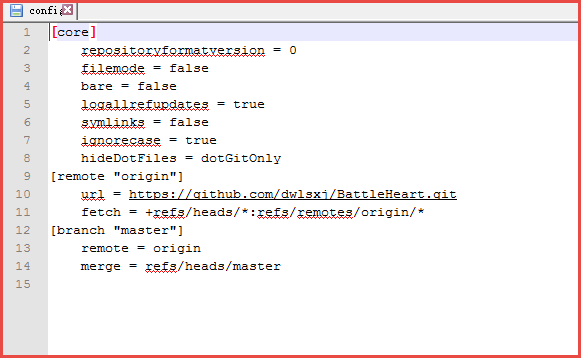 config
1 [core]
2     repositoryformatversion = 0
3     filemode = false
4     bare = false
5     logallrefupdates = true
6     symlinks = false
7     ignorecase = true
8     hideDotFiles = dotGitOnly
9 [remote "origin"]
10     url = https://github.com/dwlsxj/BattleHeart.git
11     fetch = +refs/heads/*:refs/remotes/origin/*
12 [branch "master"]
13     remote = origin
14     merge = refs/heads/master
15